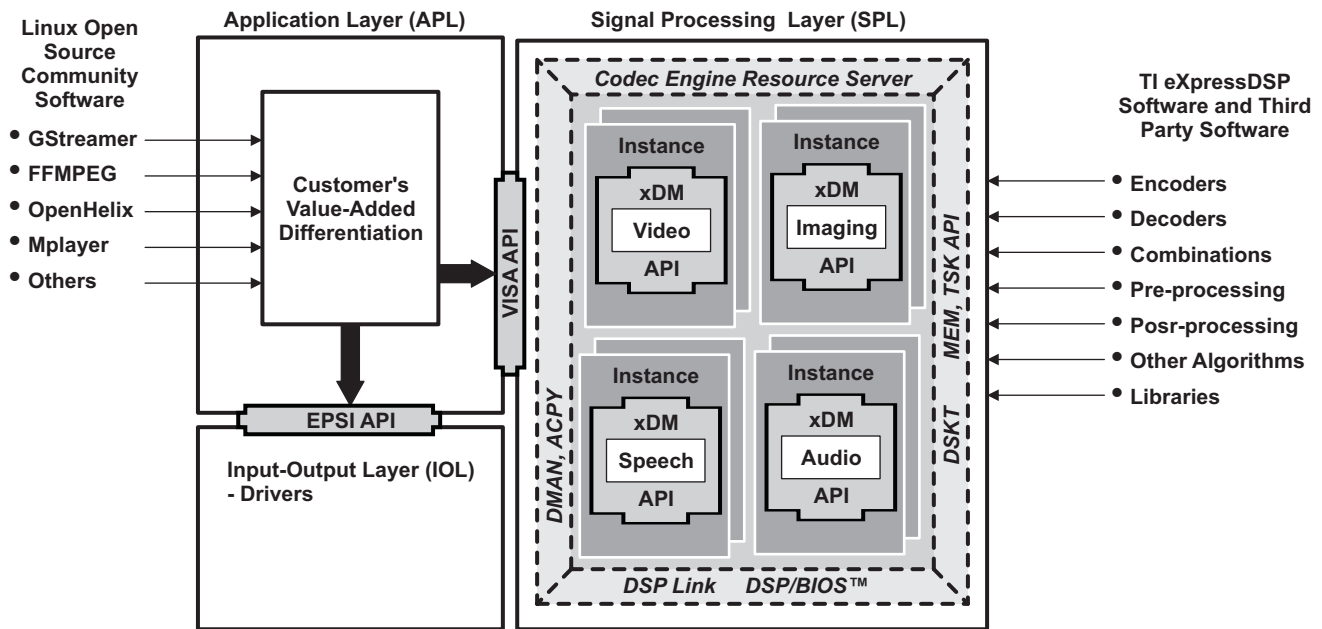 Linux Open
Source
Community
Software
• GStreamer
• FFMPEG
• OpenHelix
• Mplayer
• Others
Application Layer (APL)
Customer's
Value-Added
Differentiation
EPSI API
Input-Output Layer (IOL)
- Drivers
VISA API
Signal Processing Layer (SPL)
Codec Engine Resource Server
Instance
xDM
Video
API
Instance
xDM
Imaging
API
Instance
xDM
Speech
API
Instance
xDM
Audio
API
DMAN, ACPY
DSKT MEM, TSK API
DSP Link DSP/BIOS™
TI eXpressDSP
Software and Third
Party Software
• Encoders
• Decoders
• Combinations
• Pre-processing
• Posr-processing
• Other Algorithms
• Libraries